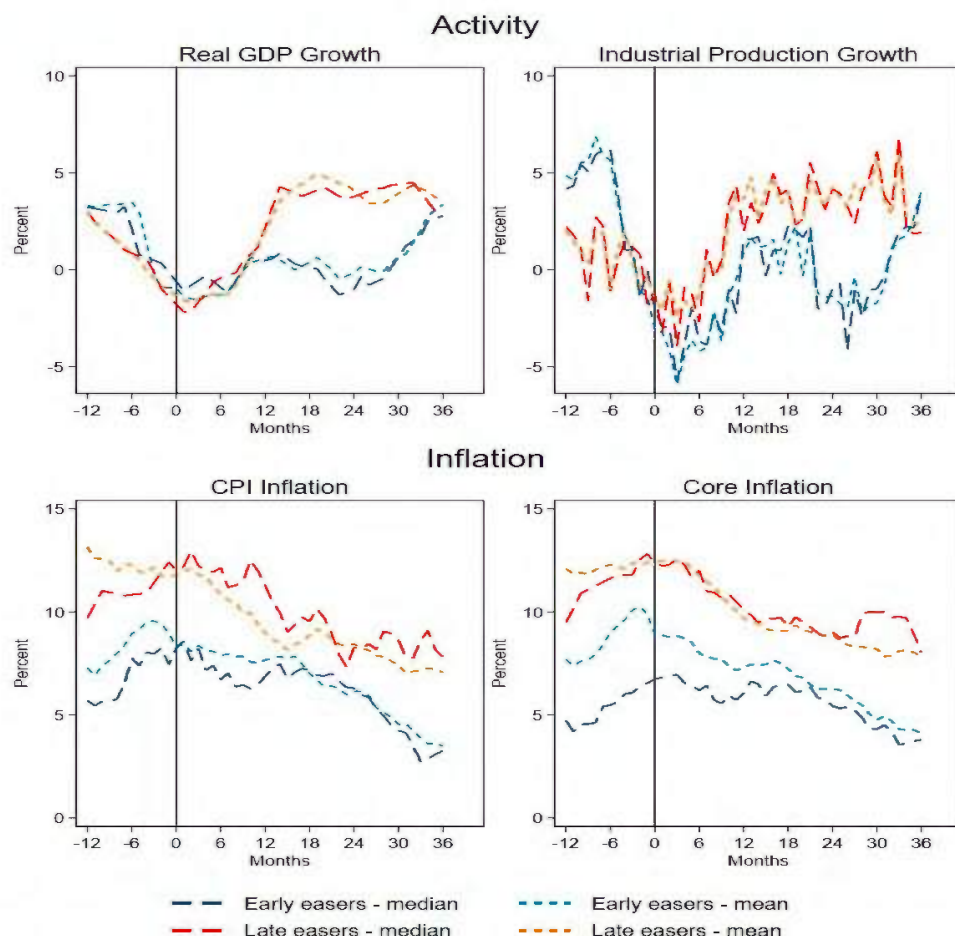 Activity
Real GDP Growth
Industrial Production Growth
10
5
0
-5
Percent
-12 -6 0 6 12 18 24 30 36
Months
10
5
0
-5
Percent
-12 -6 0 6 12 18 24 30 36
Months
Inflation
CPI Inflation
Core Inflation
15
10
5
0
Percent
-12 -6 0 6 12 18 24 30 36
Months
15
10
5
0
Percent
-12 -6 0 6 12 18 24 30 36
Months
Early easers - median
Early easers - mean
Late easers - median
Late easers - mean